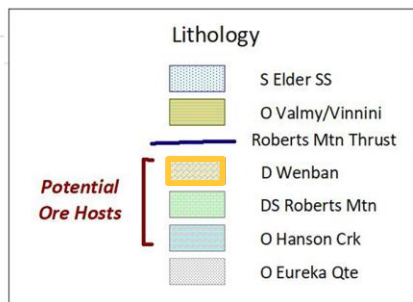 Lithology
S Elder SS
O Valmy/Vinnini
Roberts Mtn Thrust
D Wenban
Potential
Ore Hosts
DS Roberts Mtn
O Hanson Crk
O Eureka Qte